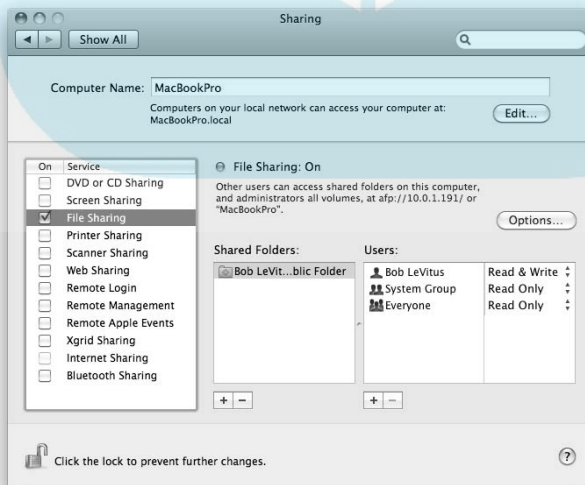 Sharing
Show All
Computer Name: MacBookPro
Computers on your local network can access your computer at:
MacBookPro.local
Edit...
On Service
DVD or CD Sharing
Screen Sharing
File Sharing
Printer Sharing
Scanner Sharing
Web Sharing
Remote Login
Remote Management
Remote Apple Events
Xgrid Sharing
Internet Sharing
Bluetooth Sharing
File Sharing: On
Other users can access shared folders on this computer,
and administrators all volumes, at afp://10.0.1.191/ or
"MacBookPro".
Options...
Shared Folders:
Bob LeVit...blic Folder
Users:
Bob LeVitus Read & Write
System Group Read Only
Everyone Read Only
+ −
+ −
Click the lock to prevent further changes.
?